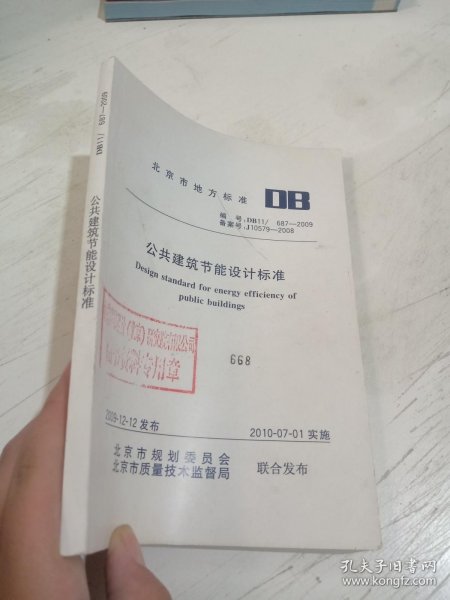 北京市地方标准 DB
编 号:DB11/ 687—2009
备案号:J10579—2008
公共建筑节能设计标准
Design standard for energy efficiency of
public buildings
668
2009-12-12 发布
2010-07-01 实施
北京市规划委员会
北京市质量技术监督局
联合发布
DB11/ 687—2009
公共建筑节能设计标准
孔夫子旧书网
www.kongfz.com